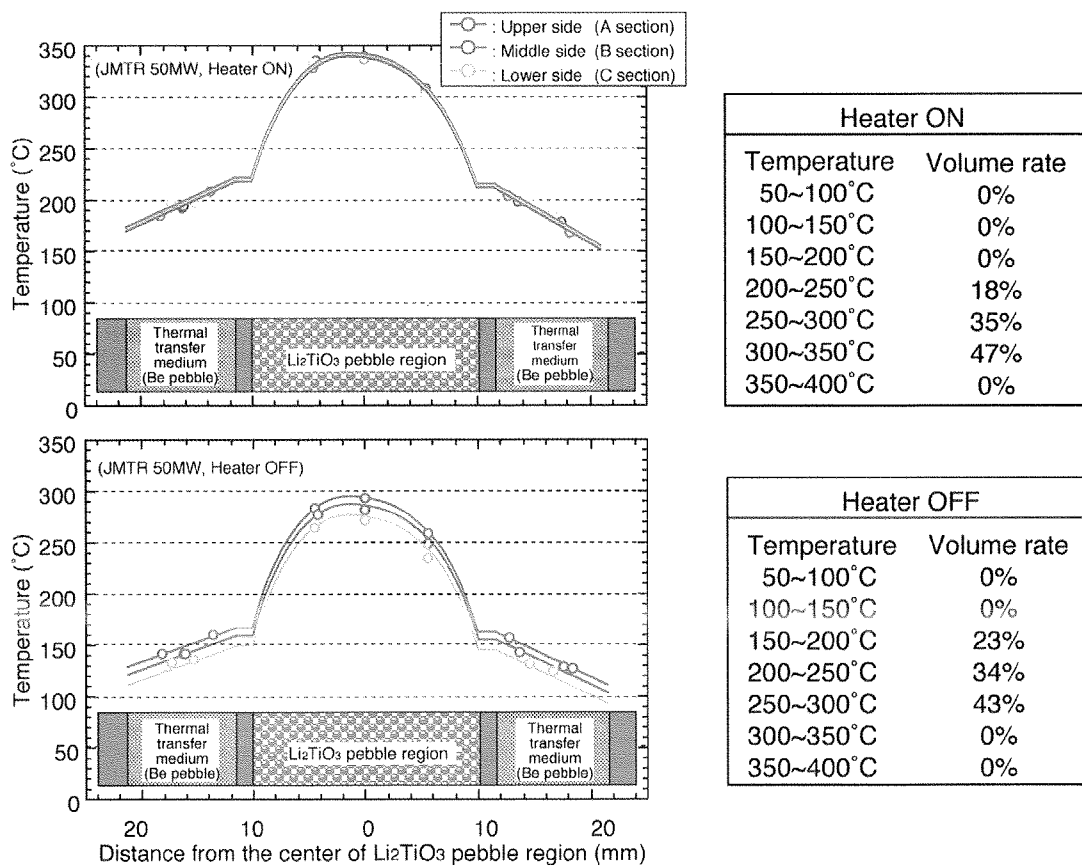 : Upper side (A section)
: Middle side (B section)
: Lower side (C section)
(JMTR 50MW, Heater ON)
Temperature (˚C)
350
300
250
200
150
100
50
0
Thermal
transfer
medium
(Be pebble)
Li2TiO3 pebble region
Thermal
transfer
medium
(Be pebble)
Heater ON
Temperature Volume rate
50~100˚C 0%
100~150˚C 0%
150~200˚C 0%
200~250˚C 18%
250~300˚C 35%
300~350˚C 47%
350~400˚C 0%
(JMTR 50MW, Heater OFF)
Temperature (˚C)
350
300
250
200
150
100
50
0
Thermal
transfer
medium
(Be pebble)
Li2TiO3 pebble region
Thermal
transfer
medium
(Be pebble)
20 10 0 10 20
Distance from the center of Li2TiO3 pebble region (mm)
Heater OFF
Temperature Volume rate
50~100˚C 0%
100~150˚C 0%
150~200˚C 23%
200~250˚C 34%
250~300˚C 43%
300~350˚C 0%
350~400˚C 0%